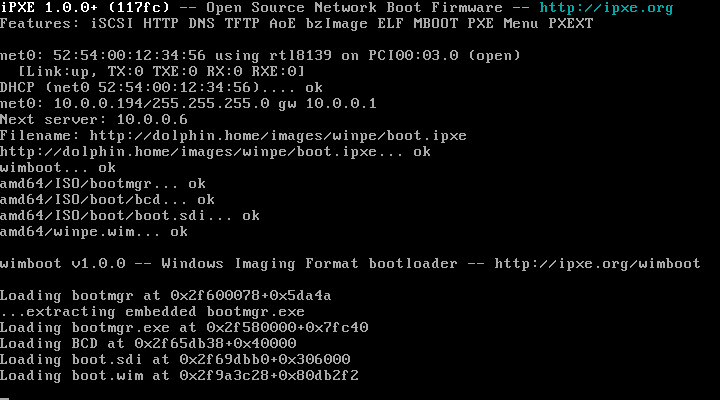 iPXE 1.0.0+ (117fc) -- Open Source Network Boot Firmware -- http://ipxe.org
Features: iSCSI HTTP DNS TFTP AoE bzImage ELF MBOOT PXE Menu PXEXT
net0: 52:54:00:12:34:56 using rtl8139 on PCI00:03.0 (open)
[Link:up, TX:0 TXE:0 RX:0 RXE:0]
DHCP (net0 52:54:00:12:34:56).... ok
net0: 10.0.0.194/255.255.255.0 gw 10.0.0.1
Next server: 10.0.0.6
Filename: http://dolphin.home/images/winpe/boot.ipxe
http://dolphin.home/images/winpe/boot.ipxe... ok
wimboot... ok
amd64/ISO/bootmgr... ok
amd64/ISO/boot/bcd... ok
amd64/ISO/boot/boot.sdi... ok
amd64/winpe.wim... ok
wimboot v1.0.0 -- Windows Imaging Format bootloader -- http://ipxe.org/wimboot
Loading bootmgr at 0x2f600078+0x5da4a
...extracting embedded bootmgr.exe
Loading bootmgr.exe at 0x2f580000+0x7fc40
Loading BCD at 0x2f65db38+0x40000
Loading boot.sdi at 0x2f69dbb0+0x306000
Loading boot.wim at 0x2f9a3c28+0x80db2f2